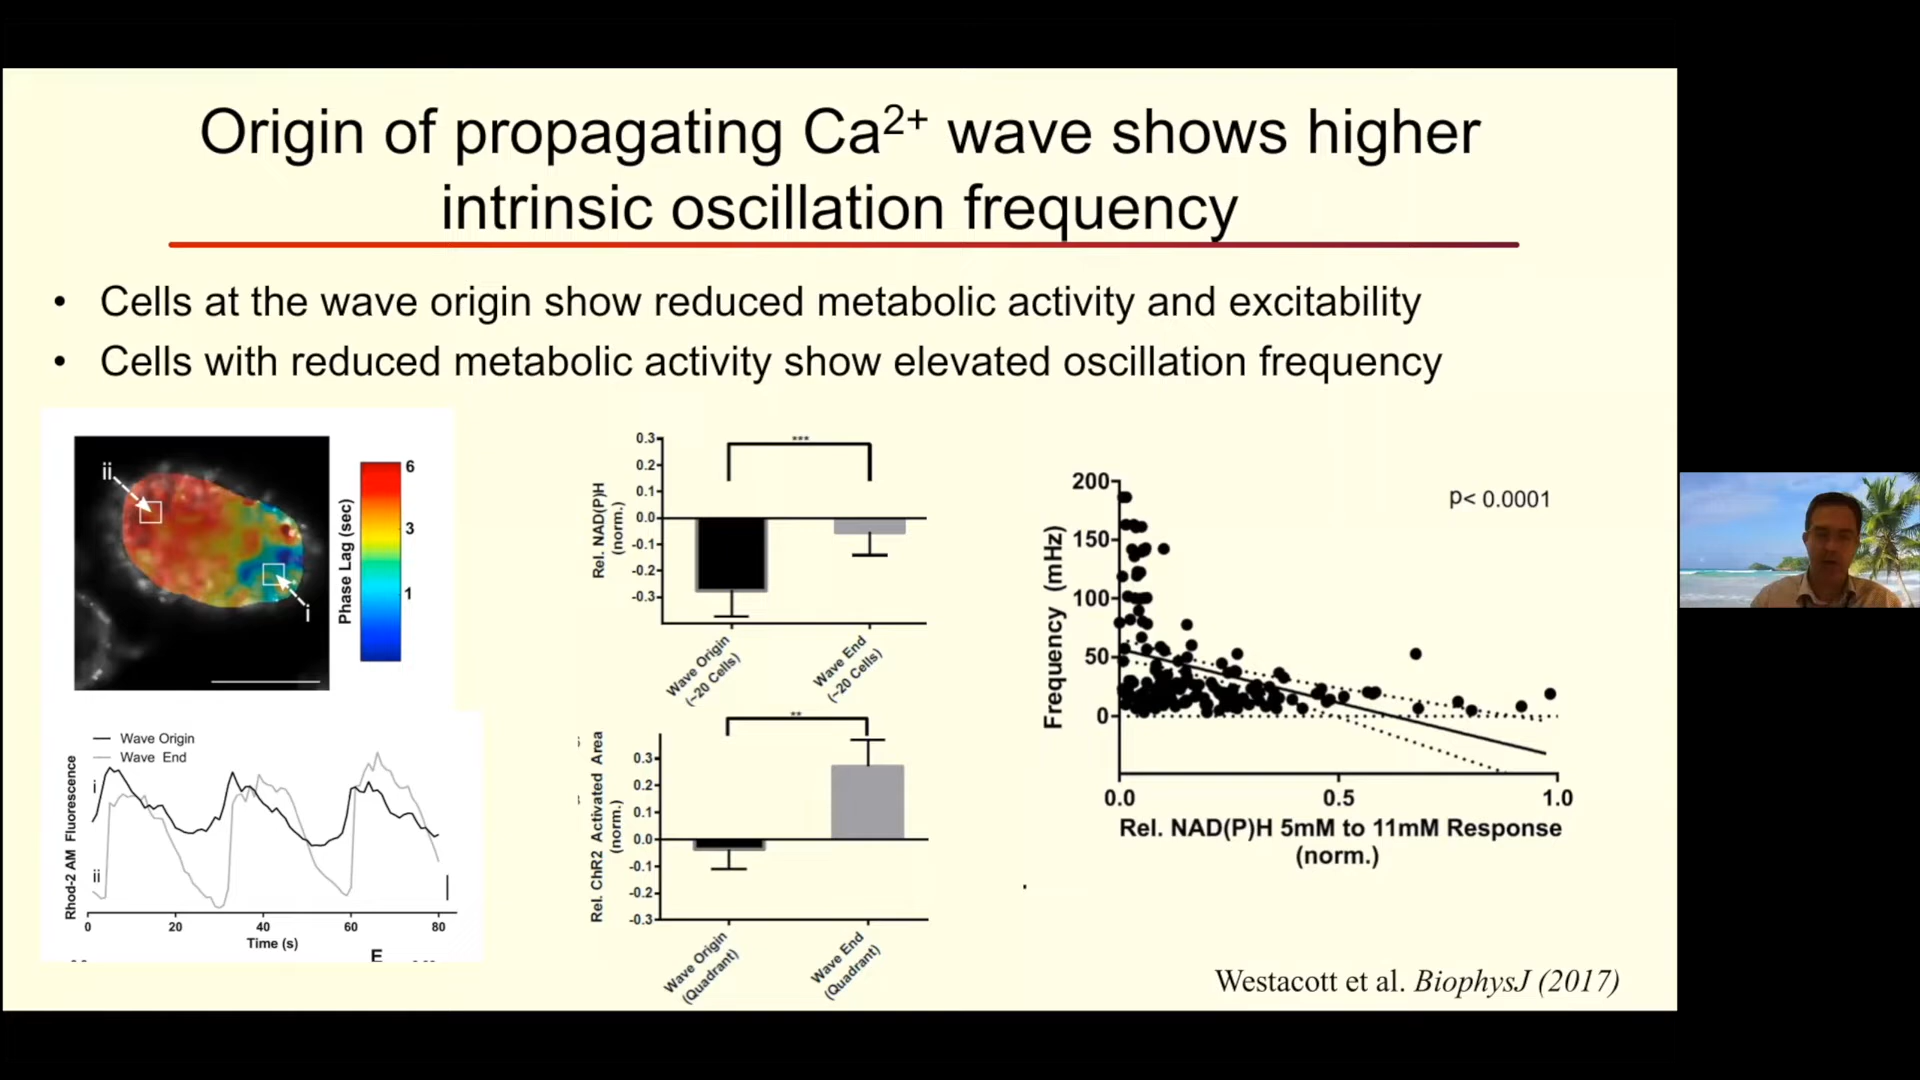 Origin of propagating Ca²⁺ wave shows higher
intrinsic oscillation frequency
• Cells at the wave origin show reduced metabolic activity and excitability
• Cells with reduced metabolic activity show elevated oscillation frequency
ii
i
Phase Lag (sec)
6
3
1
Wave Origin
Wave End
i
ii
Rhod-2 AM Fluorescence
0 20 40 60 80
Time (s)
E
Rel. NAD(P)H
(norm.)
0.3
0.2
0.1
0.0
-0.1
-0.2
-0.3
***
Wave Origin
(~20 Cells)
Wave End
(~20 Cells)
Rel. ChR2 Activated Area
(norm.)
0.3
0.2
0.1
0.0
-0.1
-0.2
-0.3
**
Wave Origin
(Quadrant)
Wave End
(Quadrant)
Frequency (mHz)
200
150
100
50
0
p< 0.0001
0.0 0.5 1.0
Rel. NAD(P)H 5mM to 11mM Response
(norm.)
Westacott et al. BiophysJ (2017)